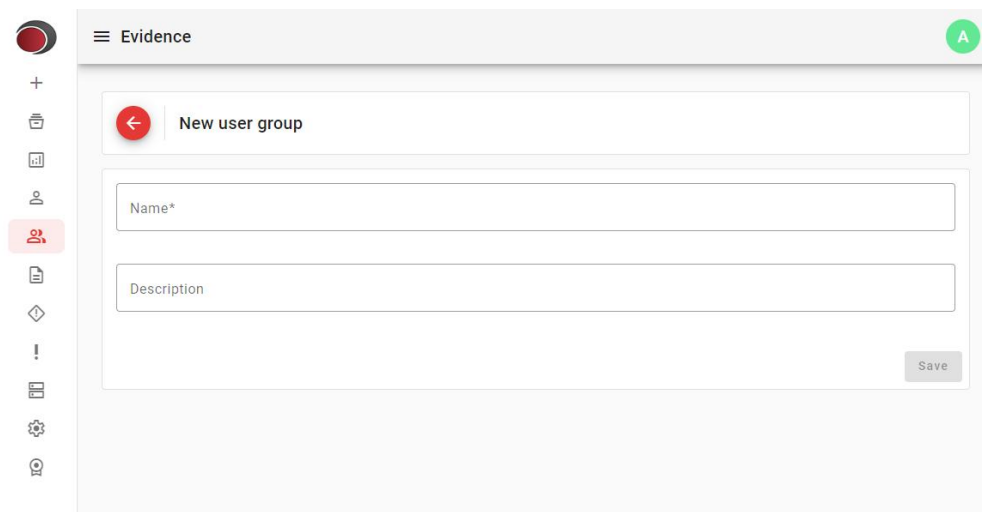 Evidence
A
New user group
Name*
Description
Save